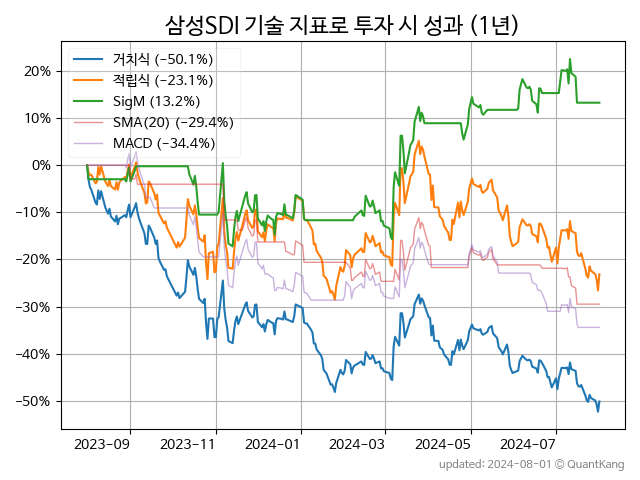 삼성SDI 기술 지표로 투자 시 성과 (1년)
거치식 (−50.1%)
적립식 (−23.1%)
SigM (13.2%)
SMA(20) (−29.4%)
MACD (−34.4%)
20%
10%
0%
−10%
−20%
−30%
−40%
−50%
2023-09 2023-11 2024-01 2024-03 2024-05 2024-07
updated: 2024-08-01 @ QuantKang